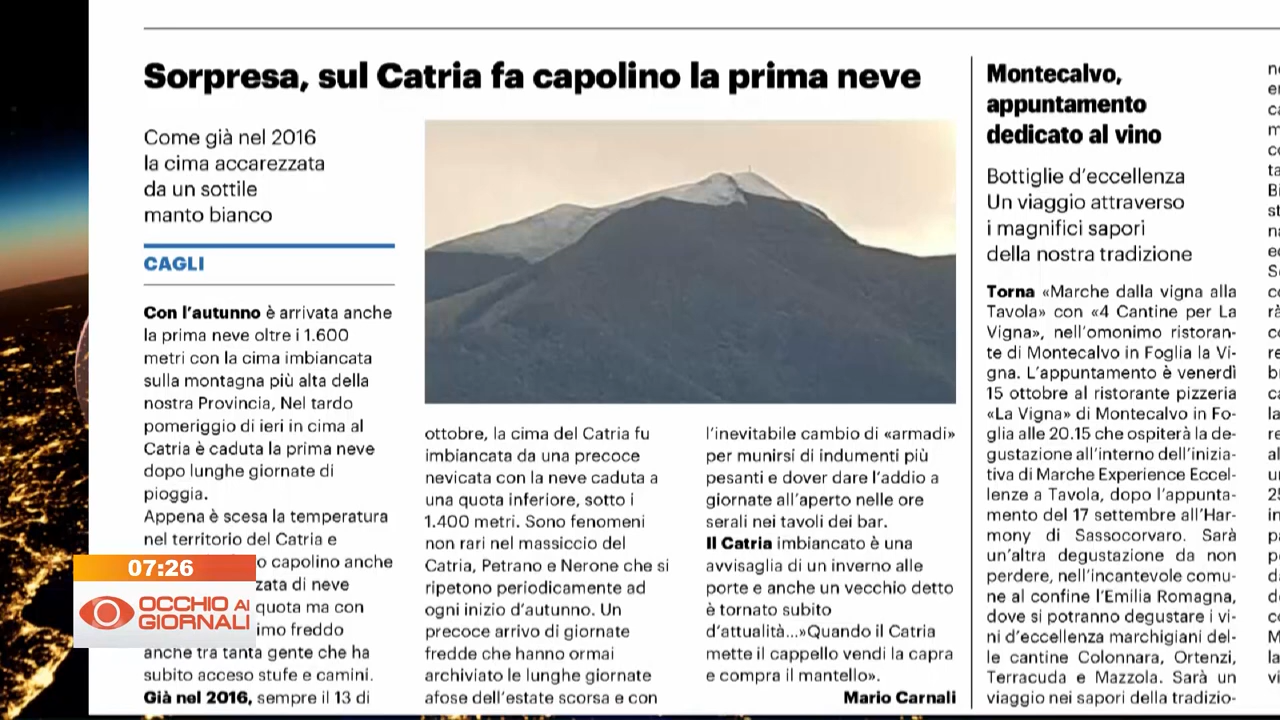 Sorpresa, sul Catria fa capolino la prima neve
Come già nel 2016
la cima accarezzata
da un sottile
manto bianco
CAGLI
Con l'autunno è arrivata anche
la prima neve oltre i 1.600
metri con la cima imbiancata
sulla montagna più alta della
nostra Provincia, Nel tardo
pomeriggio di ieri in cima al
Catria è caduta la prima neve
dopo lunghe giornate di
pioggia.
Appena è scesa la temperatura
nel territorio del Catria e
capolino anche
di neve
quota ma con
freddo
anche tra tanta gente che ha
subito acceso stufe e camini.
Già nel 2016, sempre il 13 di
ottobre, la cima del Catria fu
imbiancata da una precoce
nevicata con la neve caduta a
una quota inferiore, sotto i
1.400 metri. Sono fenomeni
non rari nel massiccio del
Catria, Petrano e Nerone che si
ripetono periodicamente ad
ogni inizio d'autunno. Un
precoce arrivo di giornate
fredde che hanno ormai
archiviato le lunghe giornate
afose dell'estate scorsa e con
l'inevitabile cambio di «armadi»
per munirsi di indumenti più
pesanti e dover dare l'addio a
giornate all'aperto nelle ore
serali nei tavoli dei bar.
Il Catria imbiancato è una
avvisaglia di un inverno alle
porte e anche un vecchio detto
è tornato subito
d'attualità...»Quando il Catria
mette il cappello vendi la capra
e compra il mantello».
Mario Carnali
Montecalvo,
appuntamento
dedicato al vino
Bottiglie d'eccellenza
Un viaggio attraverso
i magnifici sapori
della nostra tradizione
Torna «Marche dalla vigna alla
Tavola» con «4 Cantine per La
Vigna», nell'omonimo ristoran-
te di Montecalvo in Foglia la Vi-
gna. L'appuntamento è venerdì
15 ottobre al ristorante pizzeria
«La Vigna» di Montecalvo in Fo-
glia alle 20.15 che ospiterà la de-
gustazione all'interno dell'inizia-
tiva di Marche Experience Eccel-
lenze a Tavola, dopo l'appunta-
mento del 17 settembre all'Har-
mony di Sassocorvaro. Sarà
un'altra degustazione da non
perdere, nell'incantevole comu-
ne al confine l'Emilia Romagna,
dove si potranno degustare i vi-
ni d'eccellenza marchigiani del-
le cantine Colonnara, Ortenzi,
Terracuda e Mazzola. Sarà un
viaggio nei sapori della tradizio-
07:26
OCCHIO AI
GIORNALI